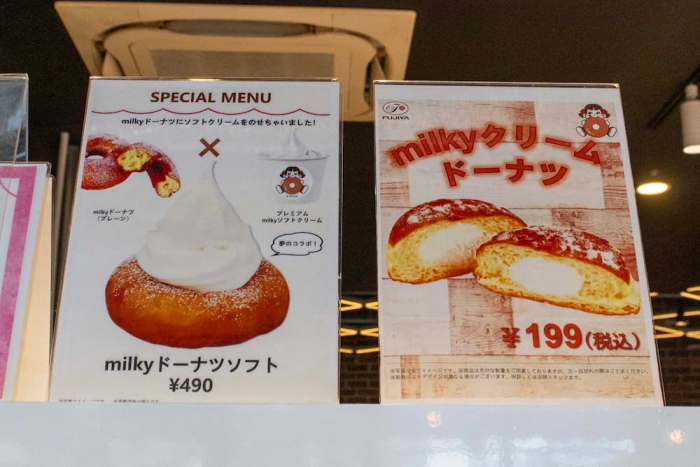 SPECIAL MENU
milkyドーナツにソフトクリームをのせちゃいました!
×
milkyドーナツ
(プレーン)
プレミアム
milkyソフトクリーム
夢のコラボ!
milkyドーナツソフト
¥490
FUJIYA
milkyクリーム
ドーナツ
¥199(税込)